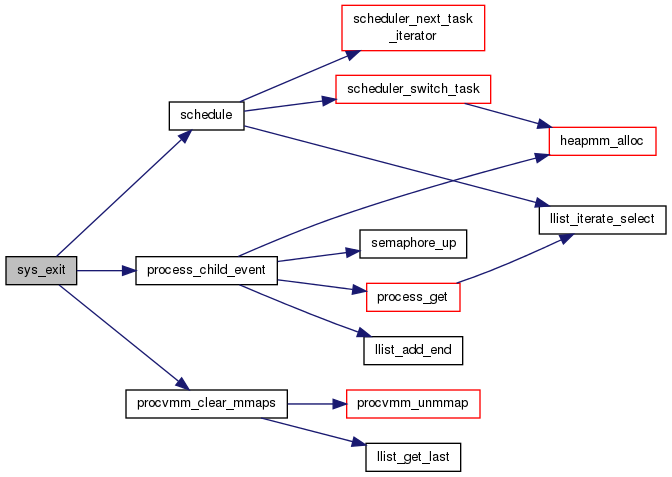 scheduler_next_task
_iterator
scheduler_switch_task
schedule
heapmm_alloc
llist_iterate_select
semaphore_up
sys_exit
process_child_event
process_get
llist_add_end
procvmm_clear_mmaps
procvmm_unmmap
llist_get_last